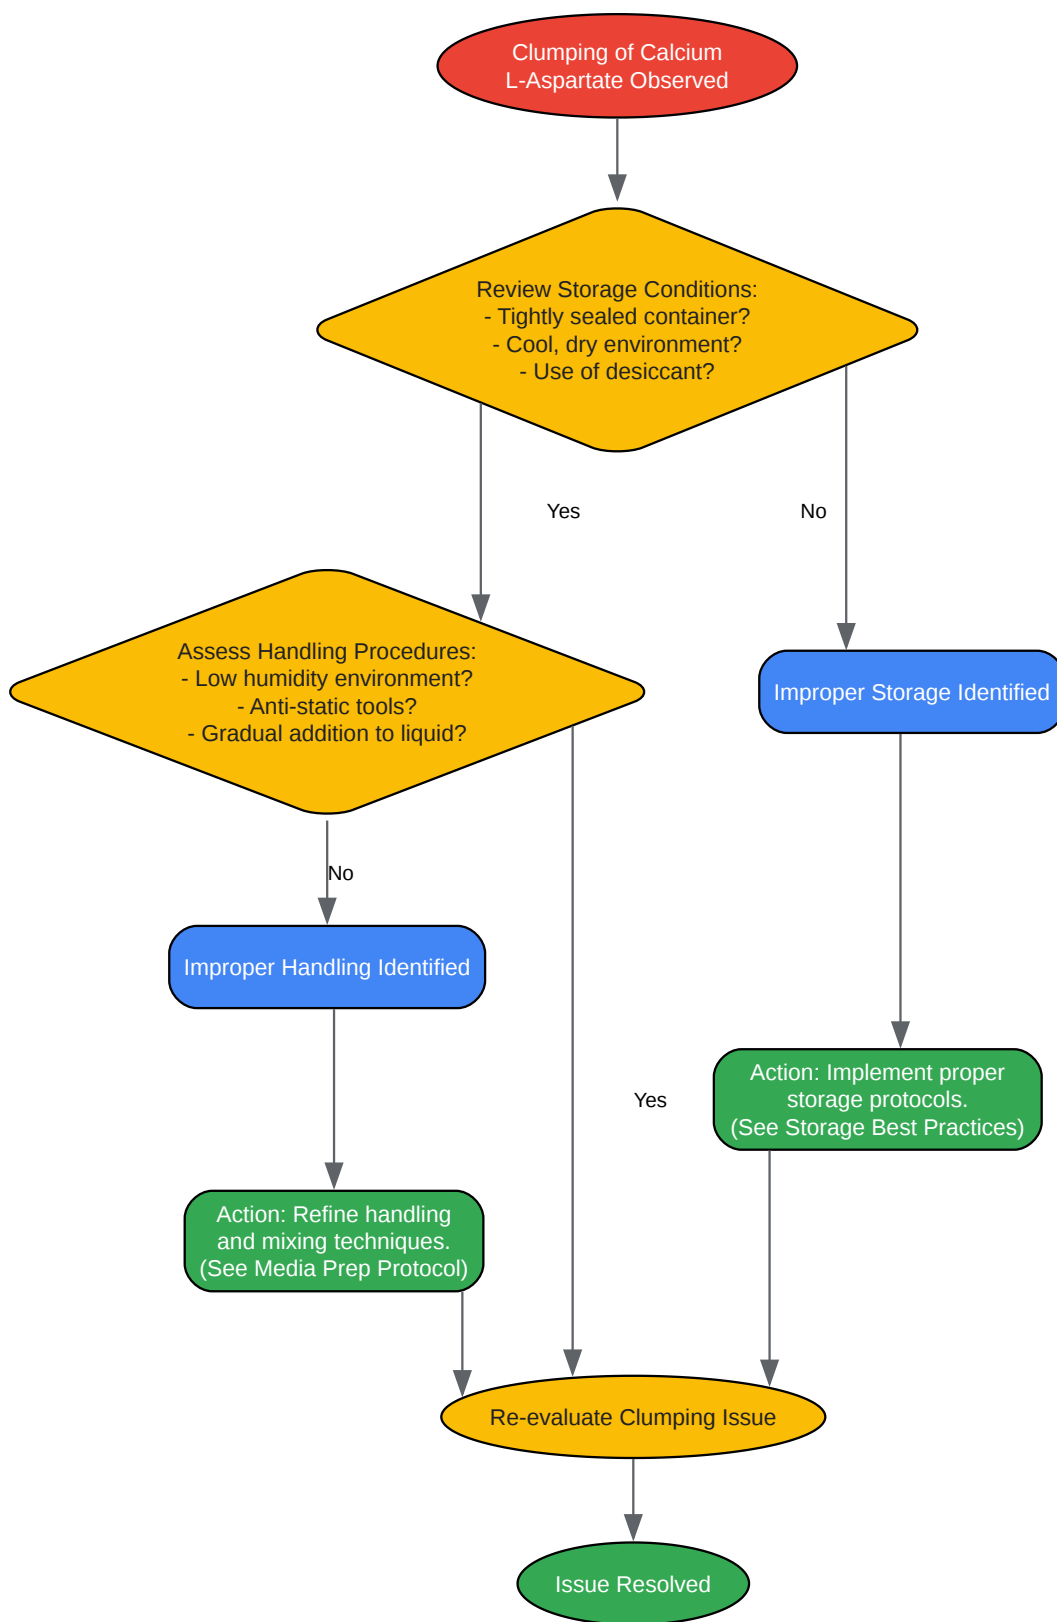 Clumping of Calcium
L-Aspartate Observed
Review Storage Conditions:
- Tightly sealed container?
- Cool, dry environment?
- Use of desiccant?
Yes
No
Assess Handling Procedures:
- Low humidity environment?
- Anti-static tools?
- Gradual addition to liquid?
Improper Storage Identified
No
Improper Handling Identified
Action: Implement proper
storage protocols.
(See Storage Best Practices)
Yes
Action: Refine handling
and mixing techniques.
(See Media Prep Protocol)
Re-evaluate Clumping Issue
Issue Resolved